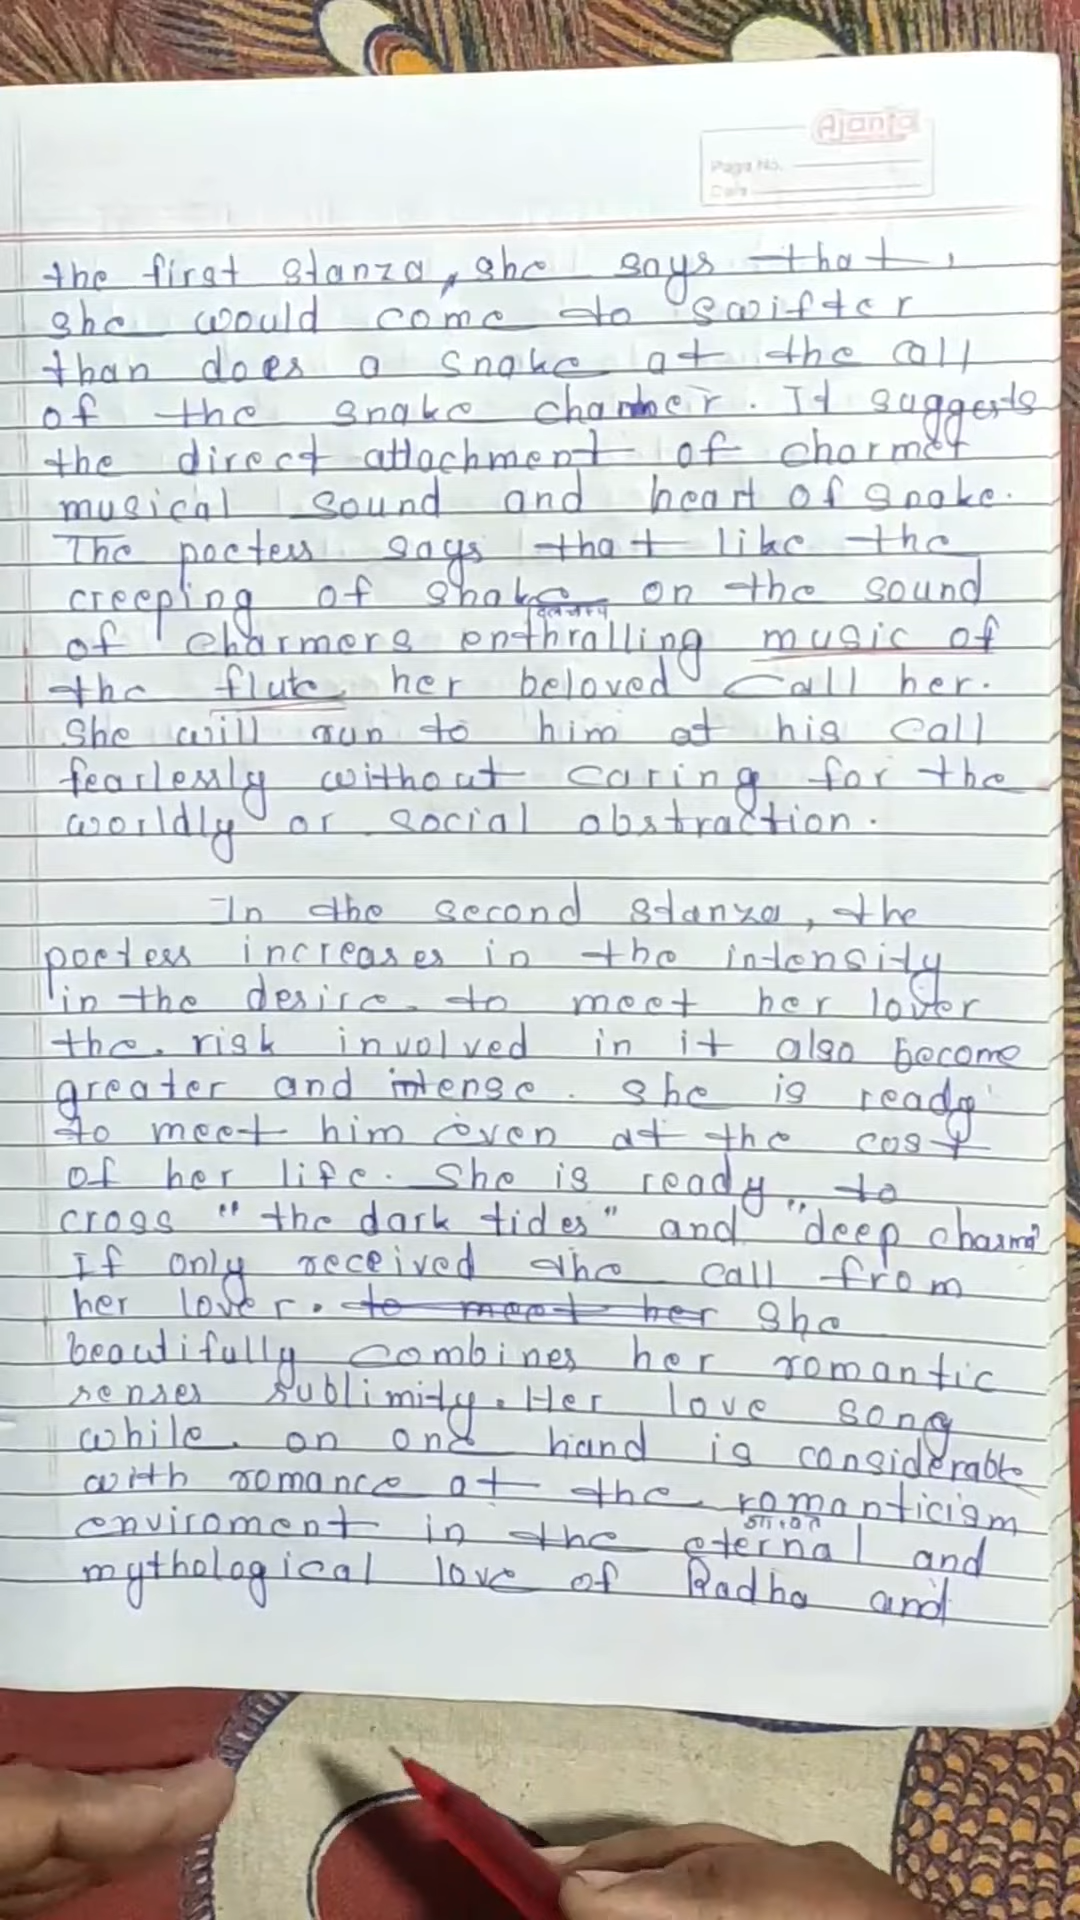 Ajanta
Page No.
Date
the first stanza, she says that,
she would come to swifter
than does a snake at the call
of the snake charmer. It suggests
the direct attachment of charmer
musical sound and heart of snake.
The poetess says that like the
creeping of snake on the sound
of charmers enthralling music of
the flute her beloved call her.
She will run to him at his call
fearlessly without caring for the
worldly or social obstraction.
In the second stanza, the
poetess increases in the intensity
in the desire to meet her lover
the risk involved in it also become
greater and intense. she is ready
to meet him even at the cost
of her life. She is ready to
cross "the dark tides" and "deep
If only received the call from
her lover. to meet her she
beautifully combines her romantic
senses sublimity. Her love song
while on one hand is considerable
with romance at the romanticism
enviroment in the eternal and
mythological love of Radha and